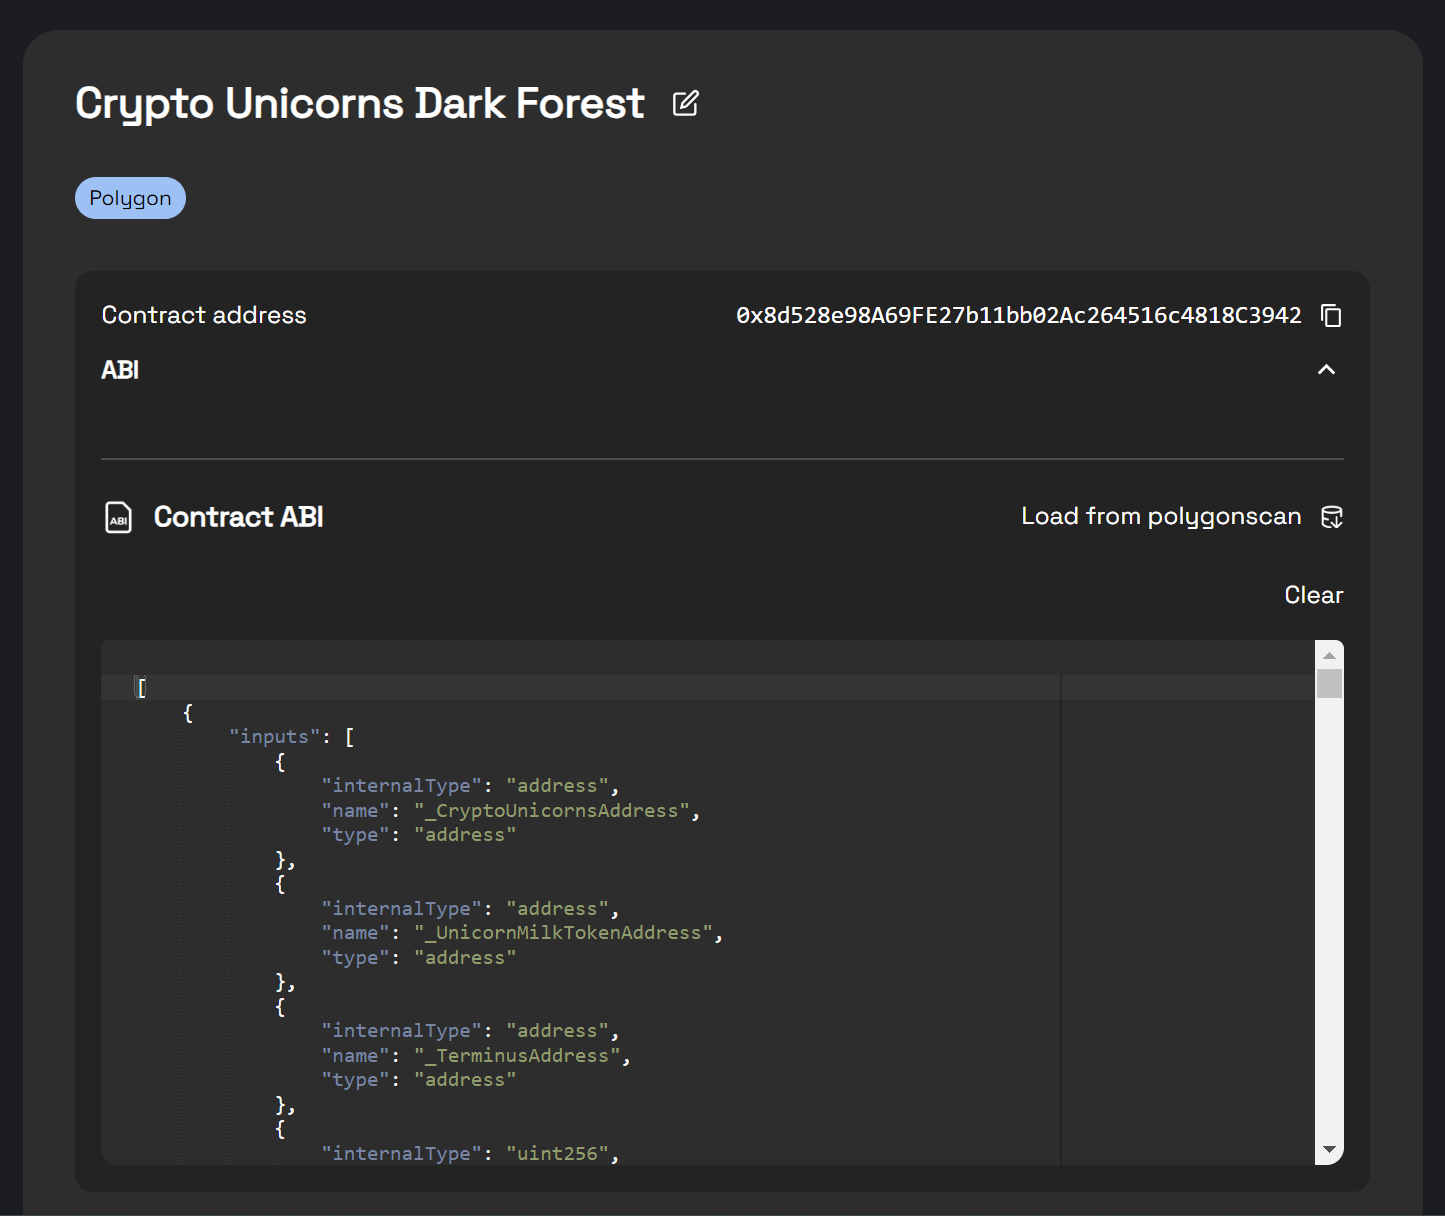 Crypto Unicorns Dark Forest
Polygon
Contract address 0x8d528e98A69FE27b11bb02Ac264516c4818C3942
ABI
ABI Contract ABI Load from polygonscan
Clear
[
{
"inputs": [
{
"internalType": "address",
"name": "_CryptoUnicornsAddress",
"type": "address"
},
{
"internalType": "address",
"name": "_UnicornMilkTokenAddress",
"type": "address"
},
{
"internalType": "address",
"name": "_TerminusAddress",
"type": "address"
},
{
"internalType": "uint256",